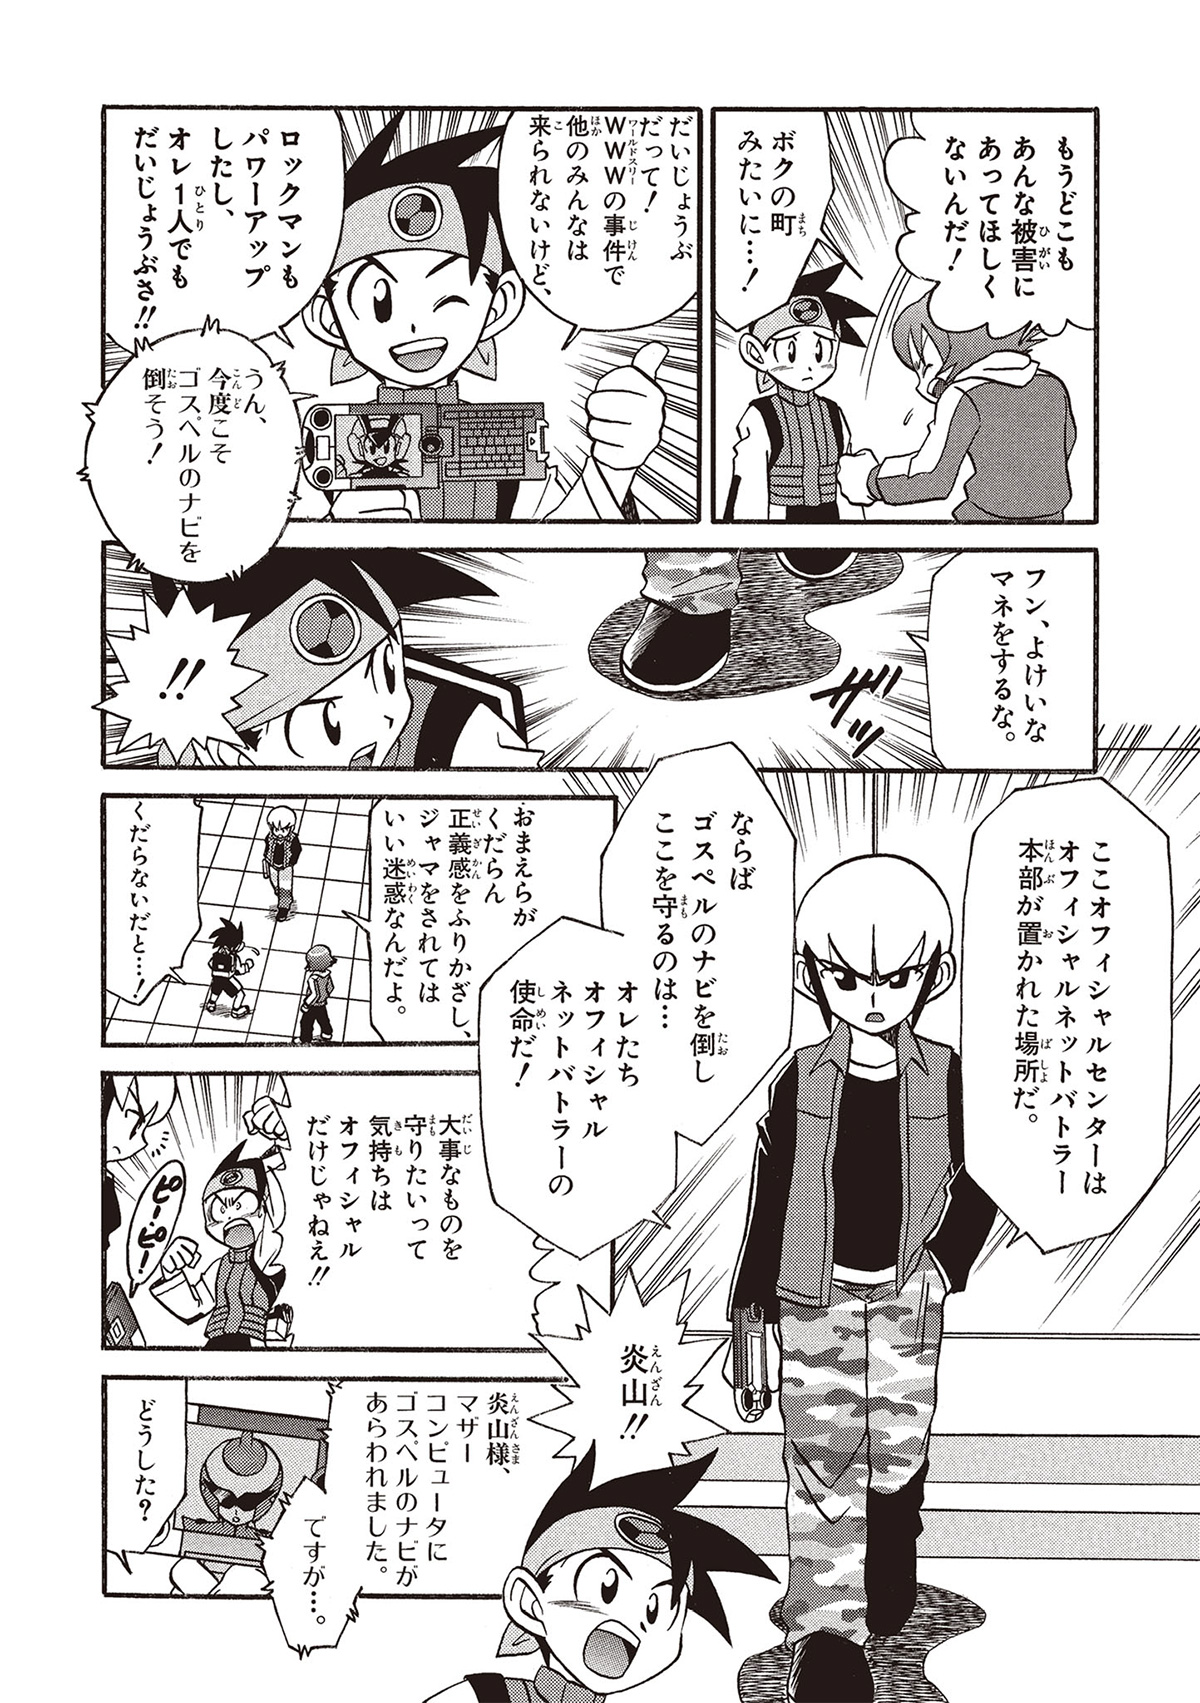 もうどこも
あんな被害に
あってほしく
ないんだ！
ボクの町
みたいに…！
だいじょうぶ
だって！
WWWの事件で
他のみんなは
来られないけど、
ロックマンも
パワーアップ
したし、
オレ1人でも
だいじょうぶさ!!
うん、
今度こそ
ゴスペルのナビを
倒そう！
フン、よけいな
マネをするな。
ザッ
!!
ここオフィシャルセンターは
オフィシャルネットバトラー
本部が置かれた場所だ。
ならば
ゴスペルのナビを倒し
ここを守るのは…
オレたち
オフィシャル
ネットバトラーの
使命だ！
炎山!!
おまえらが
くだらん
正義感をふりかざし、
ジャマをされては
いい迷惑なんだよ。
くだらないだと…！
大事なものを
守りたいって
気持ちは
オフィシャル
だけじゃねえ!!
ピーピー！
炎山様、
マザー
コンピュータに
ゴスペルのナビが
あらわれました。
ですが…。
どうした？